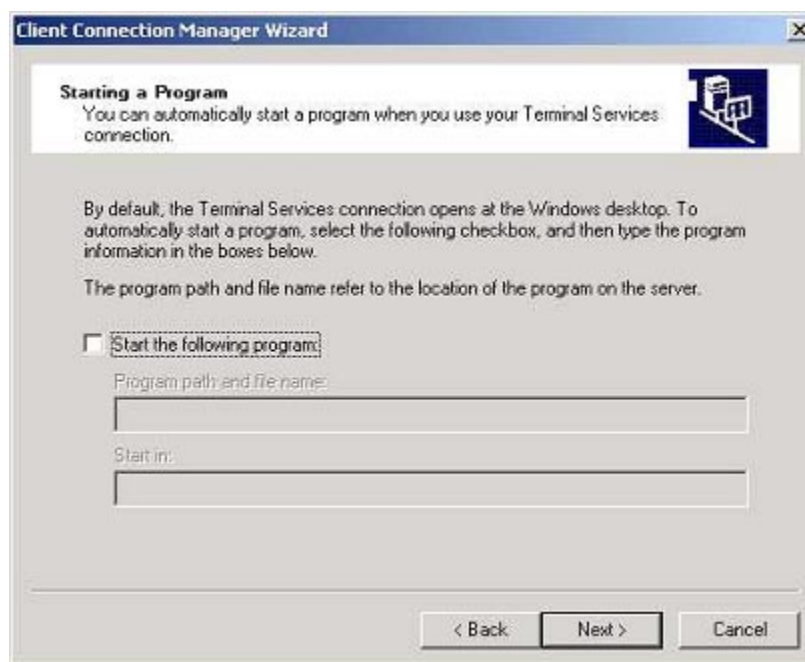 Client Connection Manager Wizard
Starting a Program
You can automatically start a program when you use your Terminal Services
connection.
By default, the Terminal Services connection opens at the Windows desktop. To
automatically start a program, select the following checkbox, and then type the program
information in the boxes below.
The program path and file name refer to the location of the program on the server.
Start the following program:
Program path and file name:
Start in:
< Back
Next >
Cancel